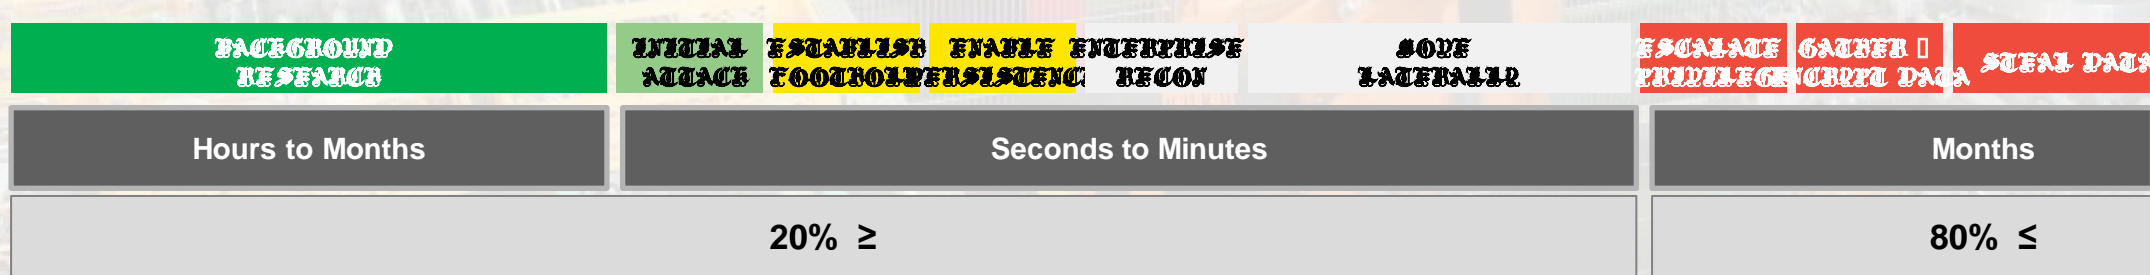 BACKGROUND
RESEARCH
INITIAL
ATTACK
ESTABLISH
FOOTHOLD
ENABLE
PERSISTENCE
ENTERPRISE
RECON
MOVE
LATERALLY
ESCALATE
PRIVILEGE
GATHER
ENCRYPT DATA
STEAL DATA
Hours to Months
Seconds to Minutes
Months
20% ≥
80% ≤